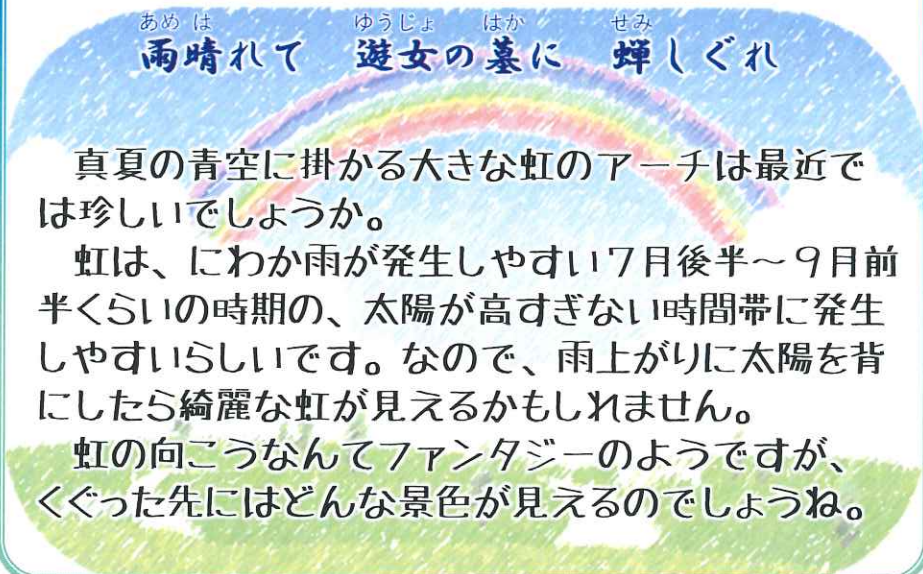 あめ は ゆうじょ はか せみ
雨晴れて 遊女の墓に 蝉しぐれ
真夏の青空に掛かる大きな虹のアーチは最近で
は珍しいでしょうか。
虹は、にわか雨が発生しやすい7月後半〜9月前
半くらいの時期の、太陽が高すぎない時間帯に発生
しやすいらしいです。なので、雨上がりに太陽を背
にしたら綺麗な虹が見えるかもしれません。
虹の向こうなんてファンタジーのようですが、
くぐった先にはどんな景色が見えるのでしょうね。